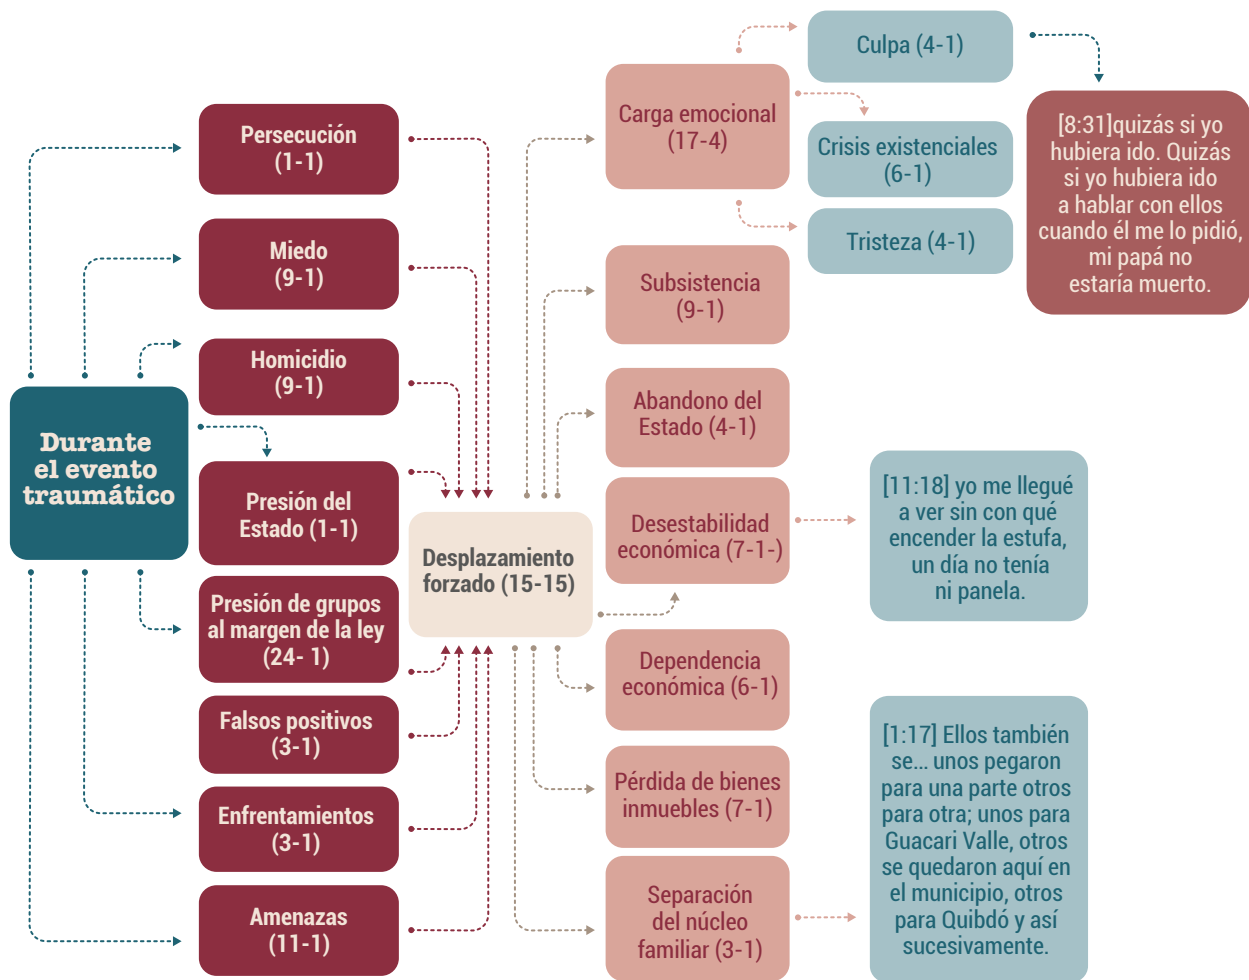 Durante
el evento
traumático
Persecución
(1-1)
Miedo
(9-1)
Homicidio
(9-1)
Presión del
Estado (1-1)
Presión de grupos
al margen de la ley
(24- 1)
Falsos positivos
(3-1)
Enfrentamientos
(3-1)
Amenazas
(11-1)
Desplazamiento
forzado (15-15)
Carga emocional
(17-4)
Subsistencia
(9-1)
Abandono del
Estado (4-1)
Desestabilidad
económica (7-1-)
Dependencia
económica (6-1)
Pérdida de bienes
inmuebles (7-1)
Separación
del núcleo
familiar (3-1)
Culpa (4-1)
Crisis existenciales
(6-1)
Tristeza (4-1)
[8:31]quizás si yo
hubiera ido. Quizás
si yo hubiera ido
a hablar con ellos
cuando él me lo pidió,
mi papá no
estaría muerto.
[11:18] yo me llegué
a ver sin con qué
encender la estufa,
un día no tenía
ni panela.
[1:17] Ellos también
se... unos pegaron
para una parte otros
para otra; unos para
Guacari Valle, otros
se quedaron aquí en
el municipio, otros
para Quibdó y así
sucesivamente.